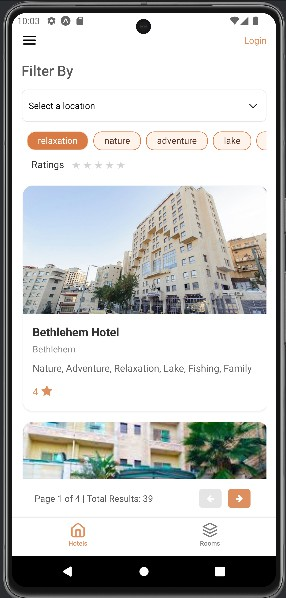 10:03
Login
Filter By
Select a location
relaxation
nature
adventure
lake
Ratings
Bethlehem Hotel
Bethlehem
Nature, Adventure, Relaxation, Lake, Fishing, Family
4
Page 1 of 4 | Total Results: 39
Hotels
Rooms